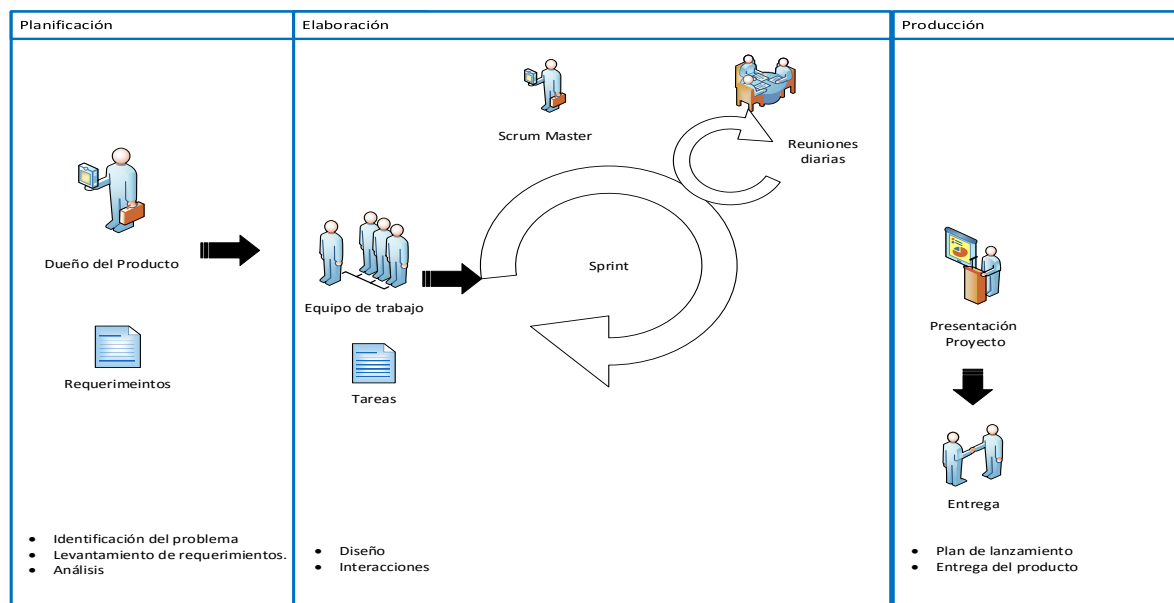 Planificación
Elaboración
Producción
Dueño del Producto
Requerimeintos
• Identificación del problema
• Levantamiento de requerimientos.
• Análisis
Scrum Master
Reuniones
diarias
Sprint
Equipo de trabajo
Tareas
• Diseño
• Interacciones
Presentación
Proyecto
Entrega
• Plan de lanzamiento
• Entrega del producto